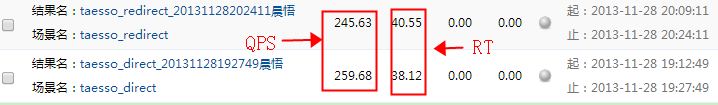 结果名：taesso_redirect_20131128202411晨悟 245.63 40.55 0.00 0.00 起：2013-11-28 20:09:11
场景名：taesso_redirect 止：2013-11-28 20:24:11
QPS RT
结果名：taesso_direct_20131128192749晨悟 259.68 38.12 0.00 0.00 起：2013-11-28 19:12:49
场景名：taesso_direct 止：2013-11-28 19:27:49